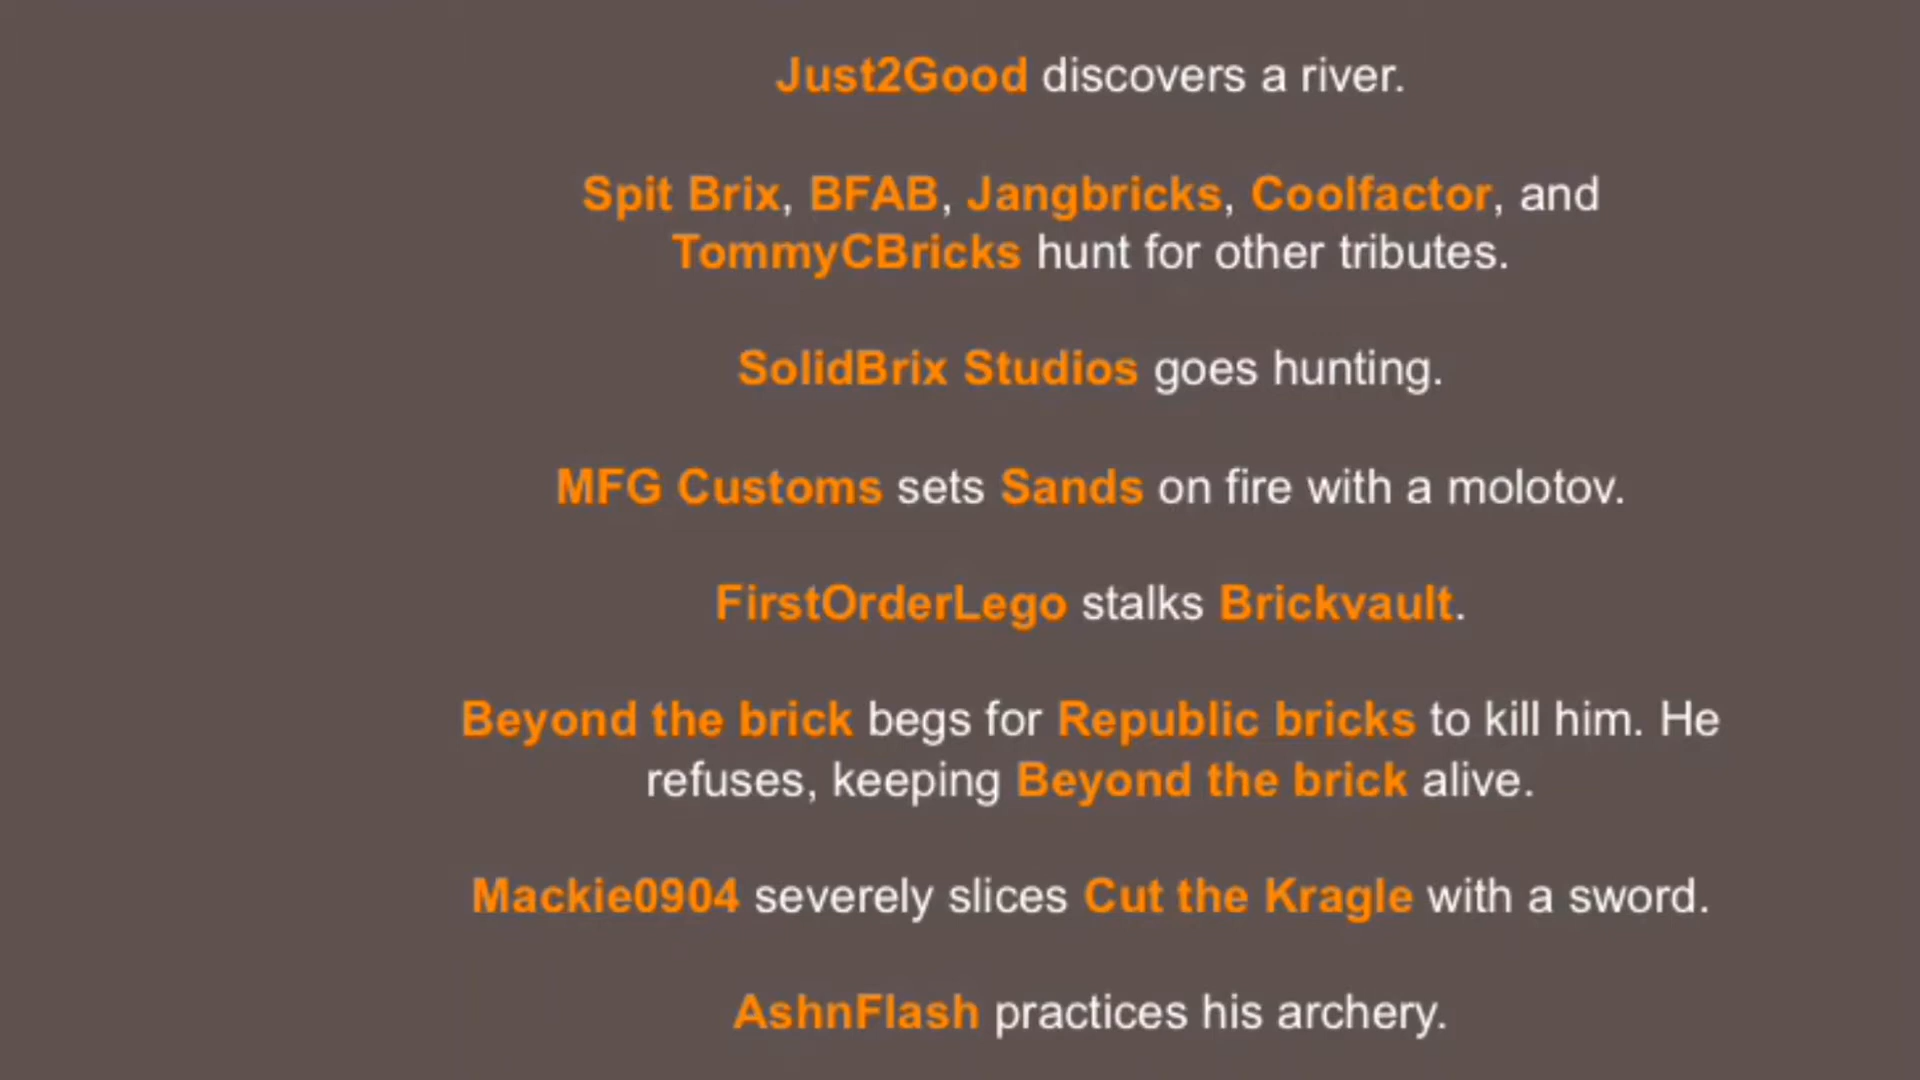 Just2Good discovers a river.
Spit Brix, BFAB, Jangbricks, Coolfactor, and
TommyCBricks hunt for other tributes.
SolidBrix Studios goes hunting.
MFG Customs sets Sands on fire with a molotov.
FirstOrderLego stalks Brickvault.
Beyond the brick begs for Republic bricks to kill him. He
refuses, keeping Beyond the brick alive.
Mackie0904 severely slices Cut the Kragle with a sword.
AshnFlash practices his archery.